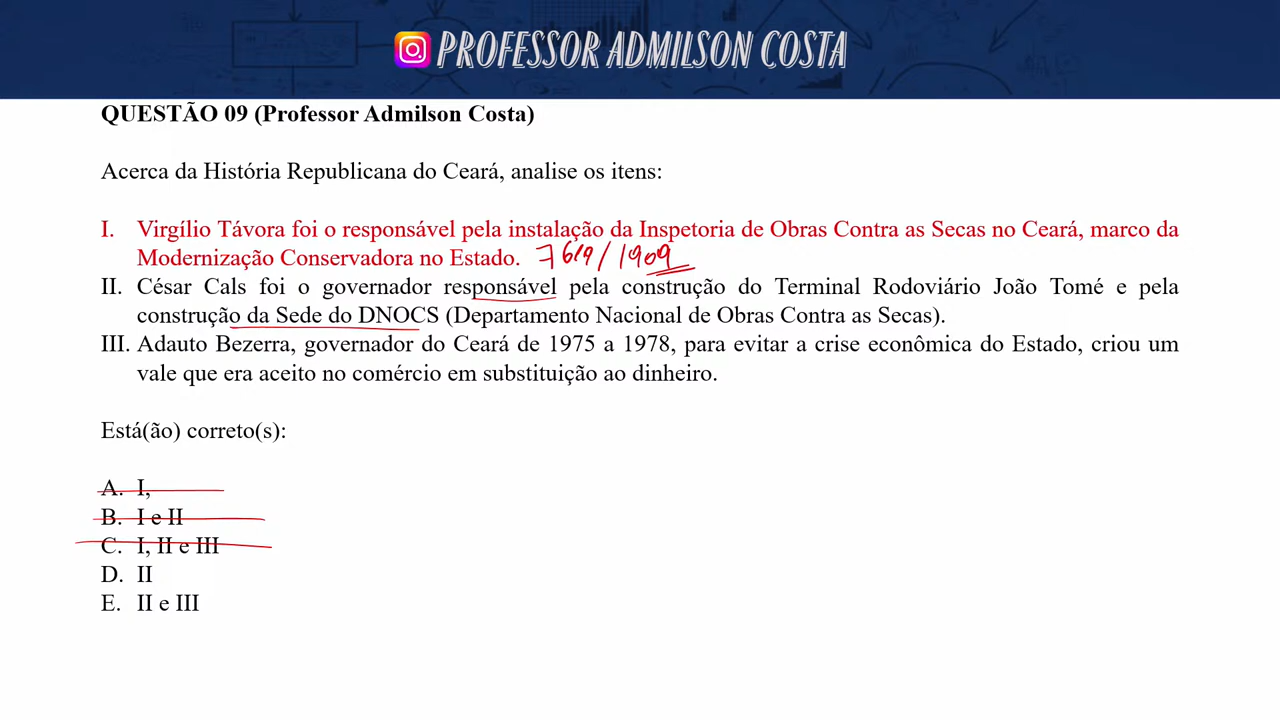 PROFESSOR ADMILSON COSTA
QUESTÃO 09 (Professor Admilson Costa)
Acerca da História Republicana do Ceará, analise os itens:
I. Virgílio Távora foi o responsável pela instalação da Inspetoria de Obras Contra as Secas no Ceará, marco da
Modernização Conservadora no Estado. 7619/1909
II. César Cals foi o governador responsável pela construção do Terminal Rodoviário João Tomé e pela
construção da Sede do DNOCS (Departamento Nacional de Obras Contra as Secas).
III. Adauto Bezerra, governador do Ceará de 1975 a 1978, para evitar a crise econômica do Estado, criou um
vale que era aceito no comércio em substituição ao dinheiro.
Está(ão) correto(s):
A. I,
B. I e II
C. I, II e III
D. II
E. II e III